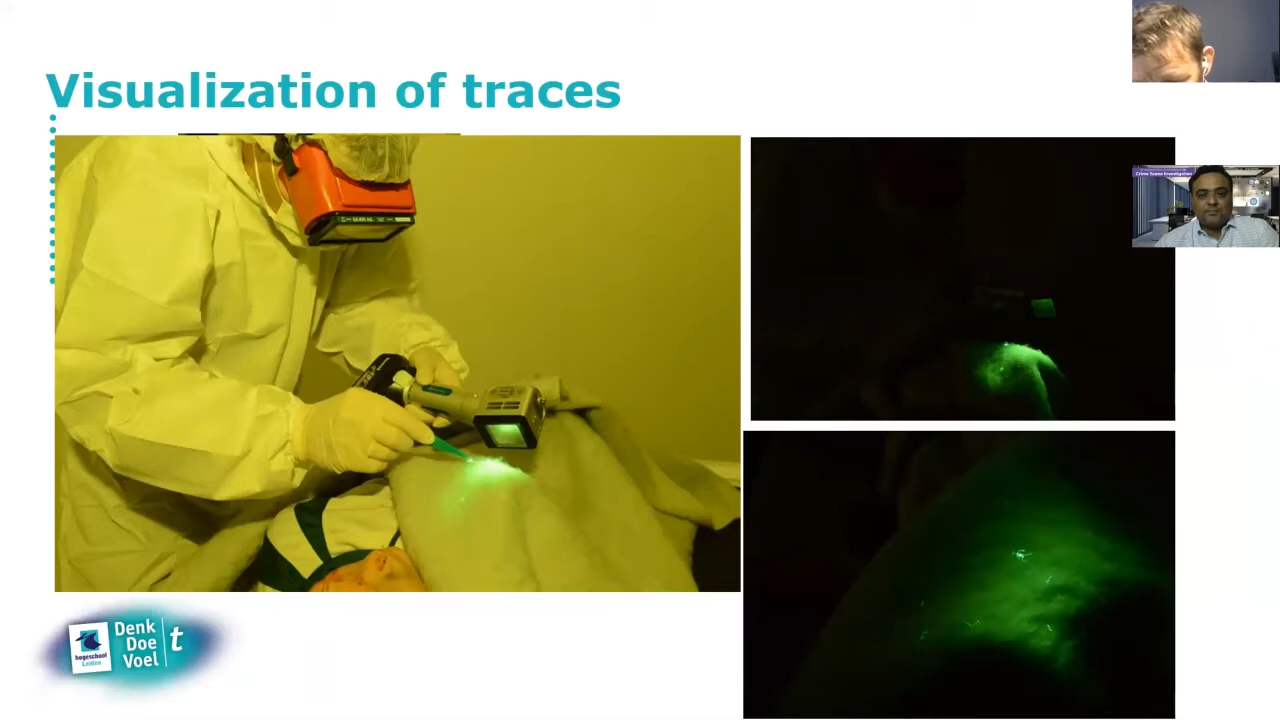 Visualization of traces
Crime Scene Investigation
Denk
Doe
Voel
t
hogeschool
Leiden